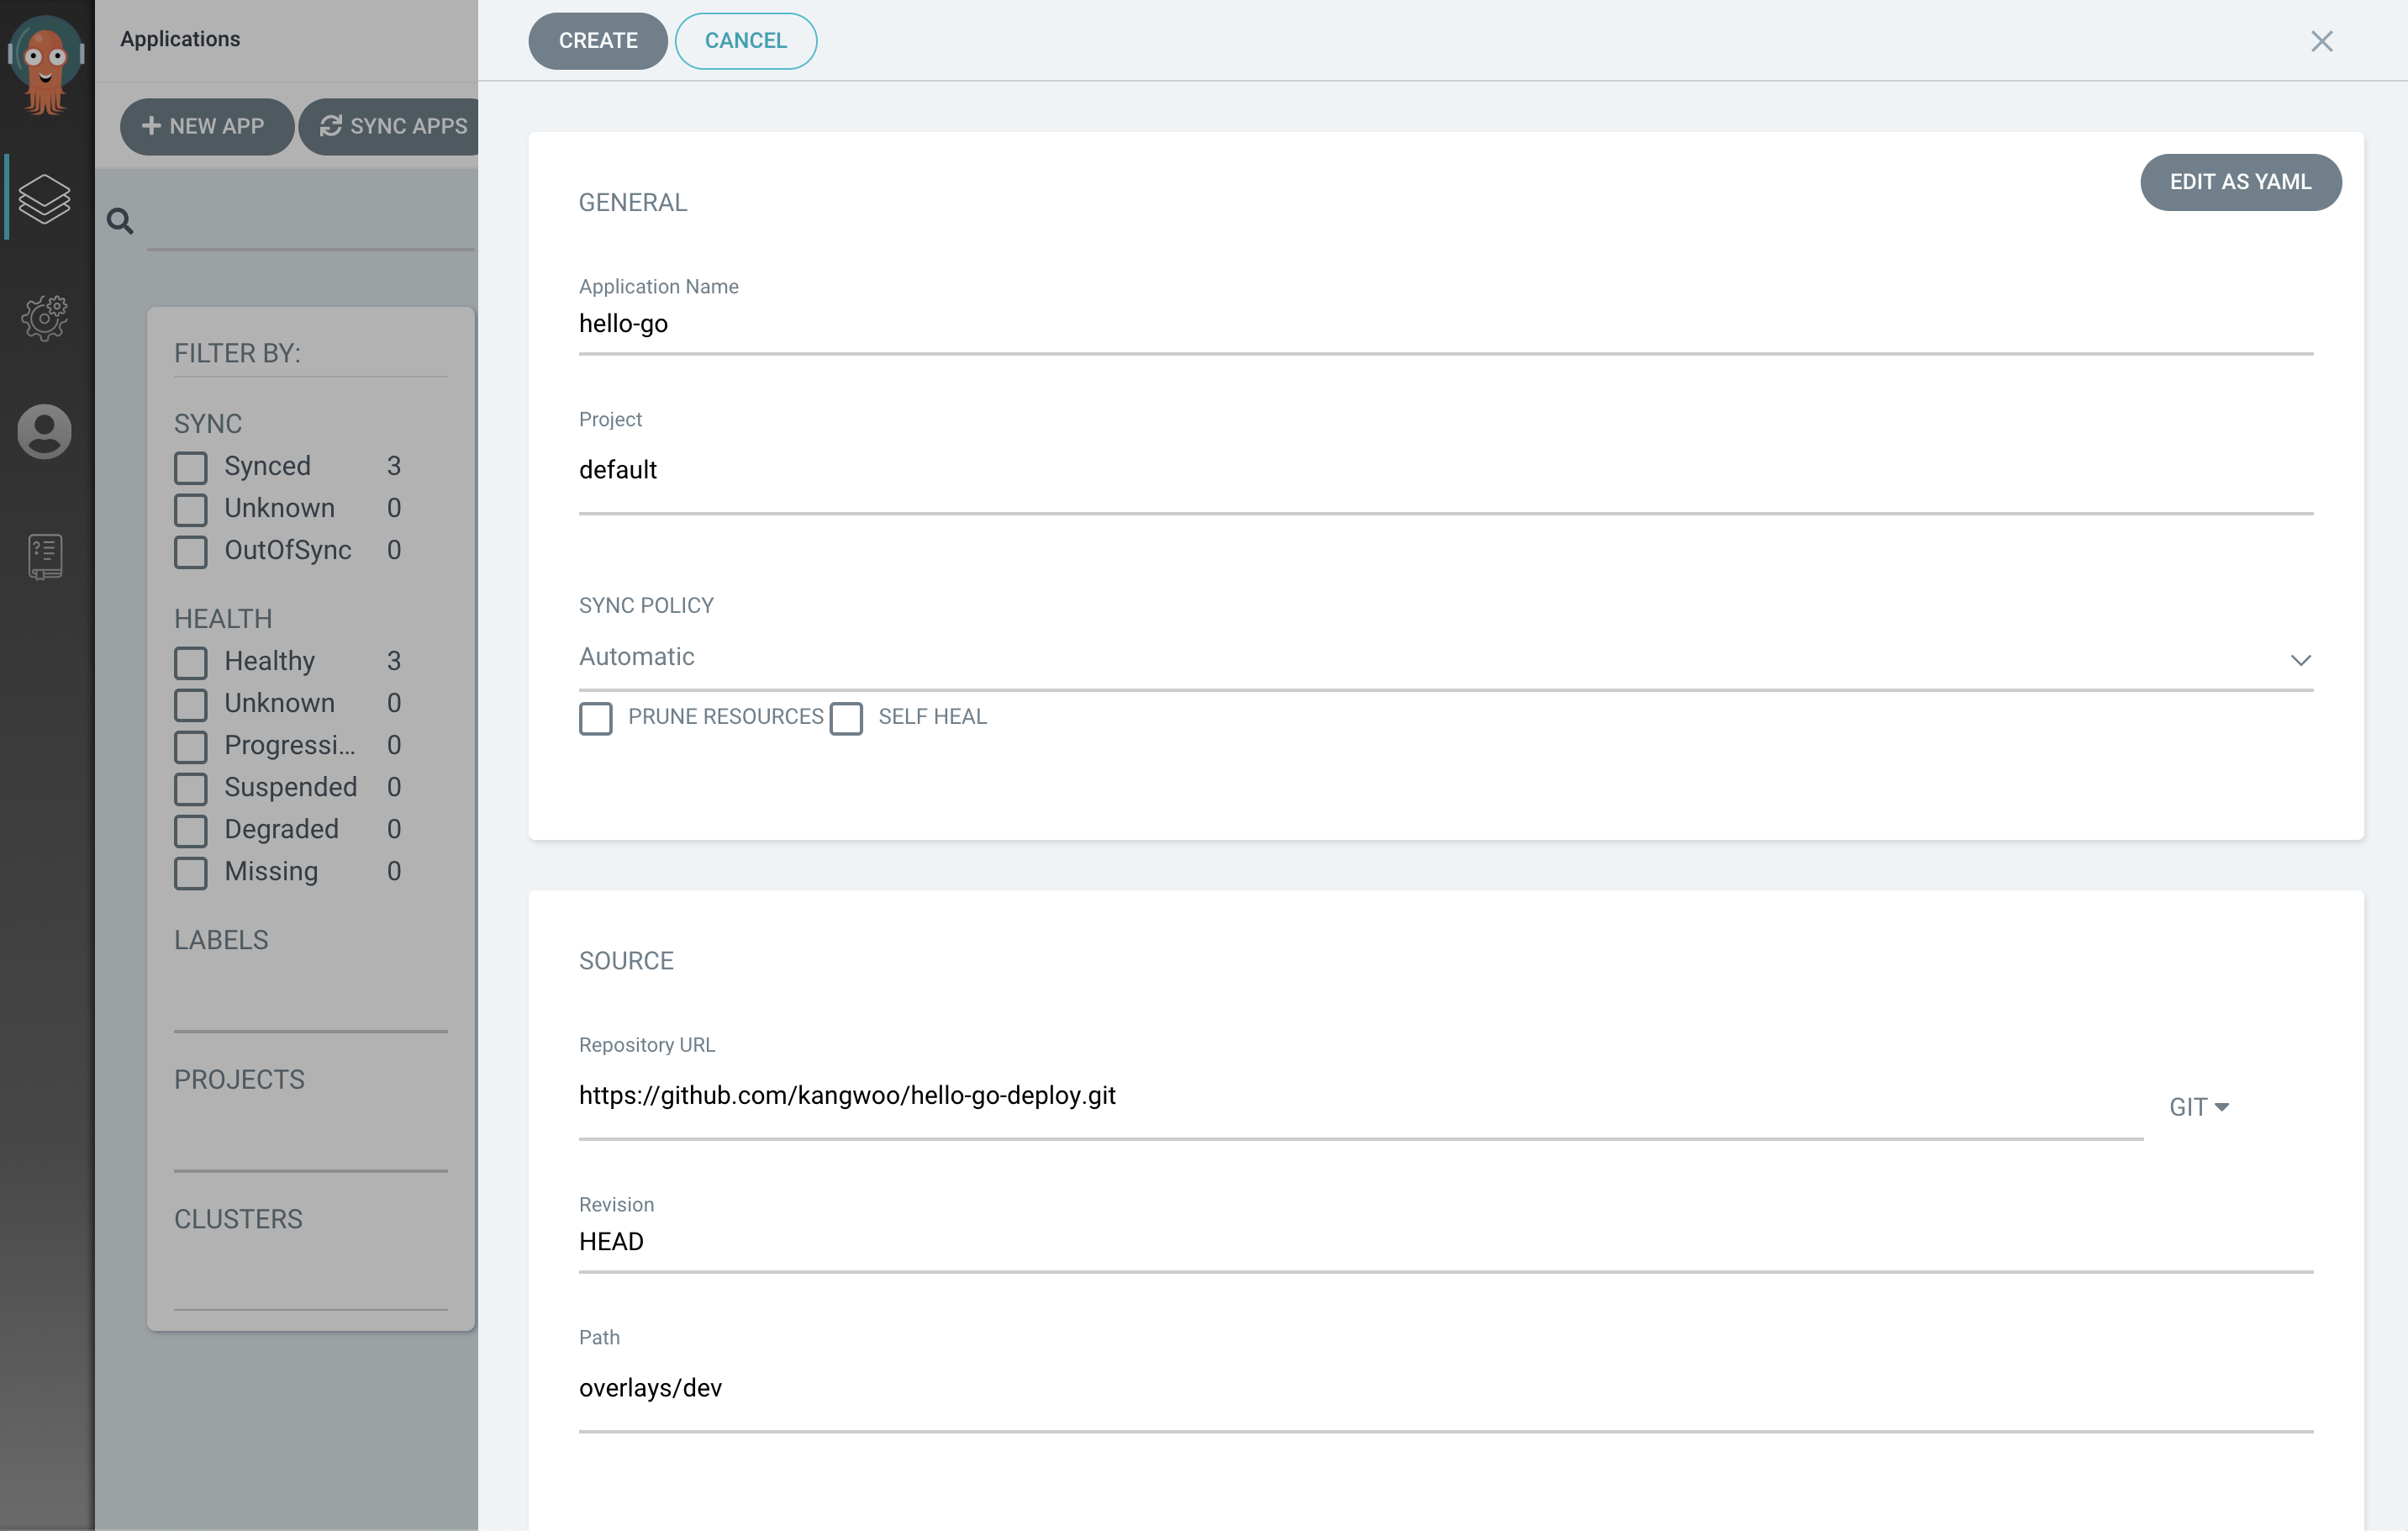 Applications
NEW APP
SYNC APPS
FILTER BY:
SYNC
Synced 3
Unknown 0
OutOfSync 0
HEALTH
Healthy 3
Unknown 0
Progressi... 0
Suspended 0
Degraded 0
Missing 0
LABELS
PROJECTS
CLUSTERS
CREATE
CANCEL
GENERAL
EDIT AS YAML
Application Name
hello-go
Project
default
SYNC POLICY
Automatic
PRUNE RESOURCES SELF HEAL
SOURCE
Repository URL
https://github.com/kangwoo/hello-go-deploy.git
GIT
Revision
HEAD
Path
overlays/dev